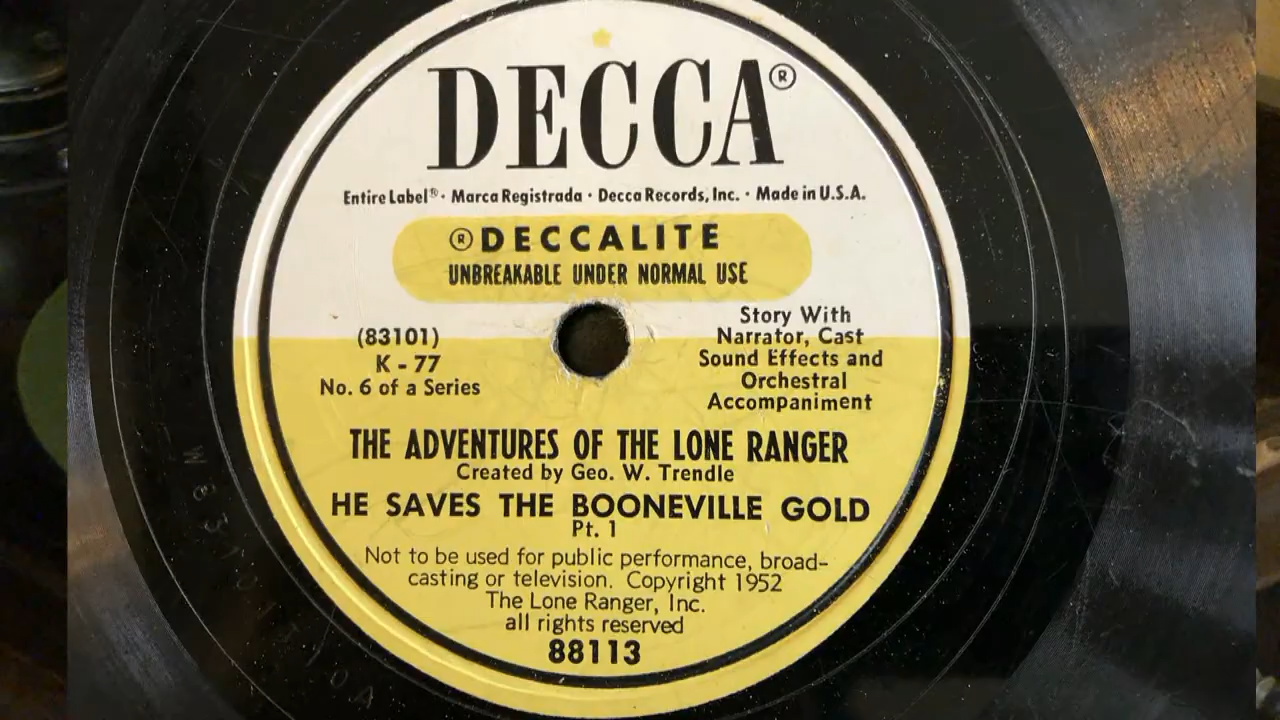 DECCA®
Entire Label® • Marca Registrada • Decca Records, Inc. • Made in U.S.A.
®DECCALITE
UNBREAKABLE UNDER NORMAL USE
(83101)
K - 77
No. 6 of a Series
Story With
Narrator, Cast
Sound Effects and
Orchestral
Accompaniment
THE ADVENTURES OF THE LONE RANGER
Created by Geo. W. Trendle
HE SAVES THE BOONEVILLE GOLD
Pt. 1
Not to be used for public performance, broad-
casting or television. Copyright 1952
The Lone Ranger, Inc.
all rights reserved
88113